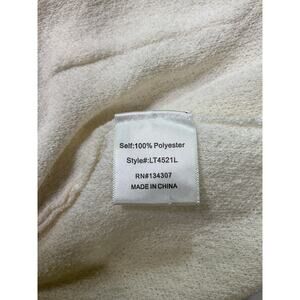 Self:100% Polyester
Style#:LT4521L
RN#134307
MADE IN CHINA